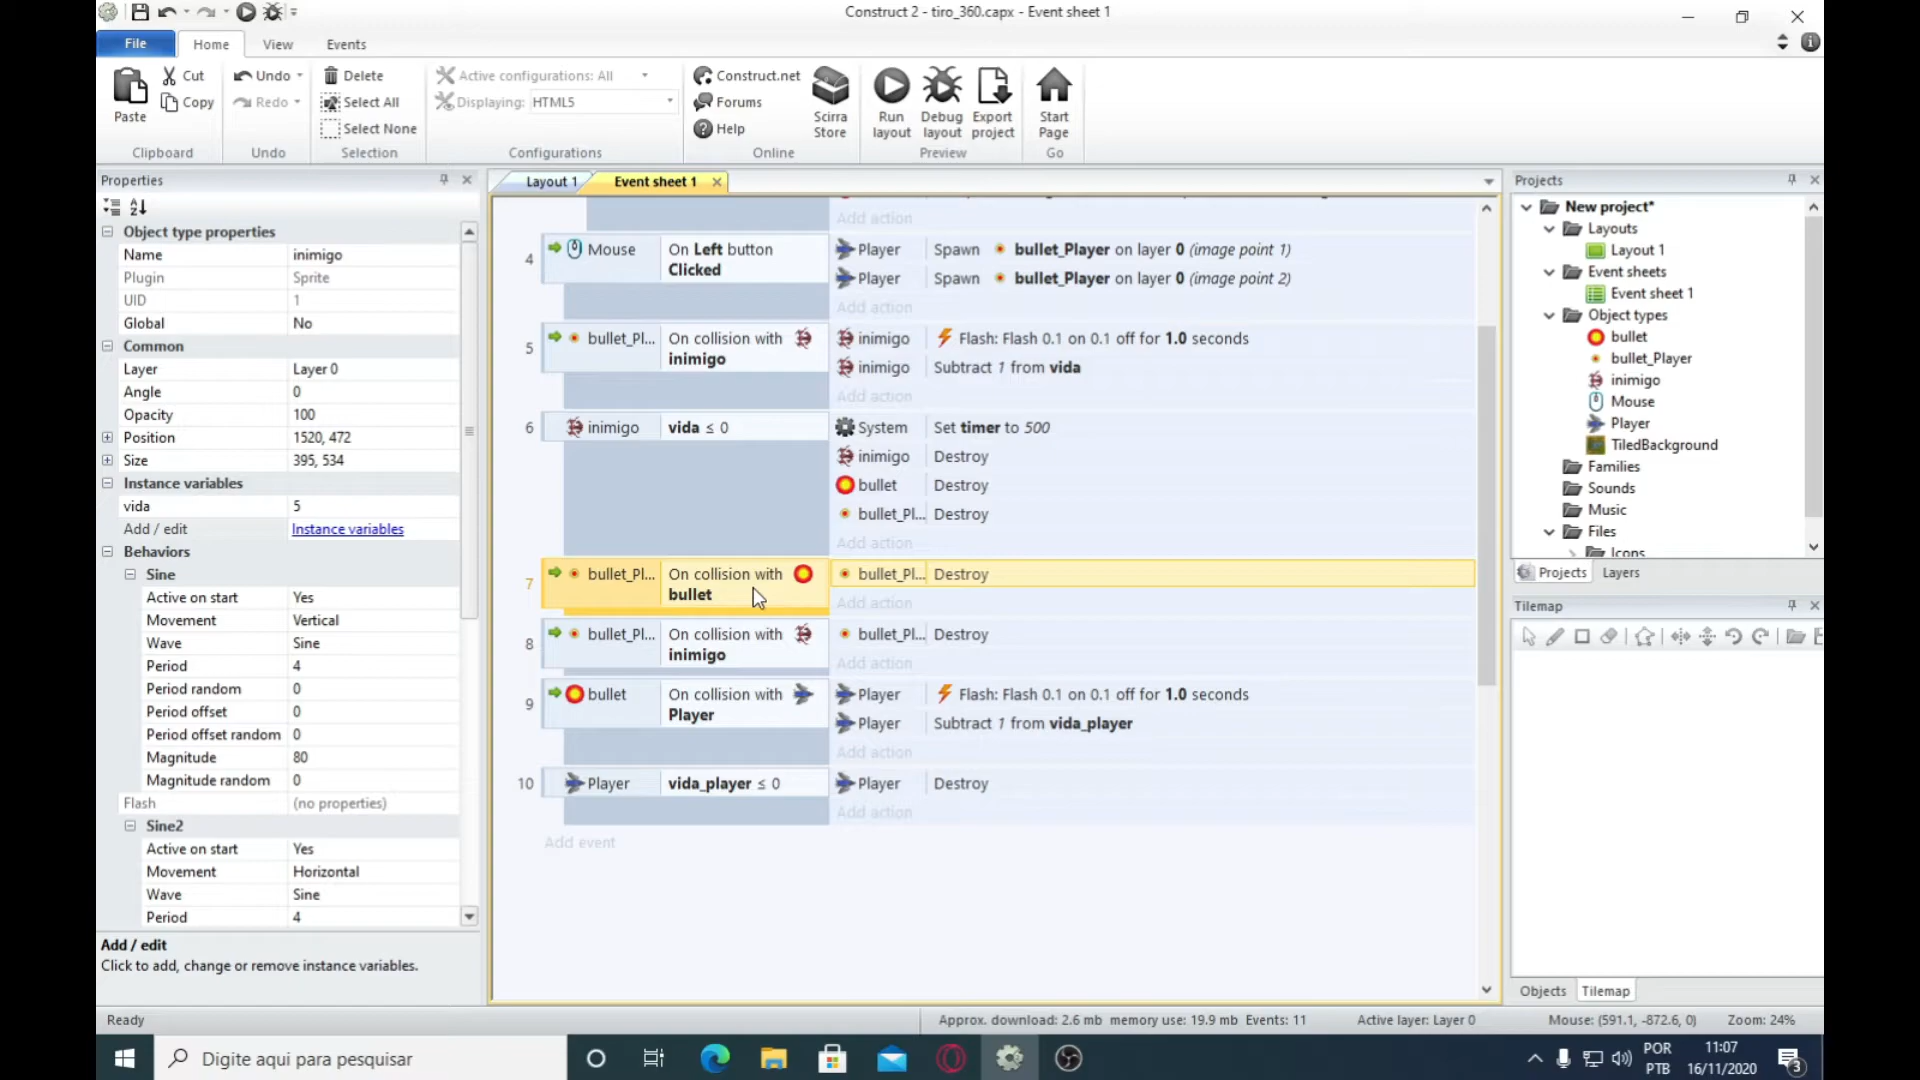 Construct 2 - tiro_360.capx - Event sheet 1
File
Home
View
Events
Paste
Cut
Copy
Clipboard
Undo
Redo
Undo
Delete
Select All
Select None
Selection
Active configurations: All
Displaying: HTML5
Configurations
Construct.net
Forums
Help
Scirra
Store
Online
Run
layout
Debug
layout
Export
project
Preview
Start
Page
Go
Properties
Object type properties
Name inimigo
Plugin Sprite
UID 1
Global No
Common
Layer Layer 0
Angle 0
Opacity 100
Position 1520, 472
Size 395, 534
Instance variables
vida 5
Add / edit Instance variables
Behaviors
Sine
Active on start Yes
Movement Vertical
Wave Sine
Period 4
Period random 0
Period offset 0
Period offset random 0
Magnitude 80
Magnitude random 0
Flash (no properties)
Sine2
Active on start Yes
Movement Horizontal
Wave Sine
Period 4
Add / edit
Click to add, change or remove instance variables.
Layout 1
Event sheet 1
Add action
4 Mouse On Left button
Clicked
Player Spawn bullet_Player on layer 0 (image point 1)
Player Spawn bullet_Player on layer 0 (image point 2)
Add action
5 bullet_Pl... On collision with
inimigo
inimigo Flash: Flash 0.1 on 0.1 off for 1.0 seconds
inimigo Subtract 1 from vida
Add action
6 inimigo vida ≤ 0
System Set timer to 500
inimigo Destroy
bullet Destroy
bullet_Pl... Destroy
Add action
7 bullet_Pl... On collision with
bullet
bullet_Pl... Destroy
Add action
8 bullet_Pl... On collision with
inimigo
bullet_Pl... Destroy
Add action
9 bullet On collision with
Player
Player Flash: Flash 0.1 on 0.1 off for 1.0 seconds
Player Subtract 1 from vida_player
Add action
10 Player vida_player ≤ 0
Player Destroy
Add action
Add event
Projects
New project*
Layouts
Layout 1
Event sheets
Event sheet 1
Object types
bullet
bullet_Player
inimigo
Mouse
Player
TiledBackground
Families
Sounds
Music
Files
Icons
Projects
Layers
Tilemap
Objects
Tilemap
Ready
Approx. download: 2.6 mb memory use: 19.9 mb Events: 11
Active layer: Layer 0
Mouse: (591.1, -872.6, 0)
Zoom: 24%
Digite aqui para pesquisar
POR
PTB
11:07
16/11/2020
3